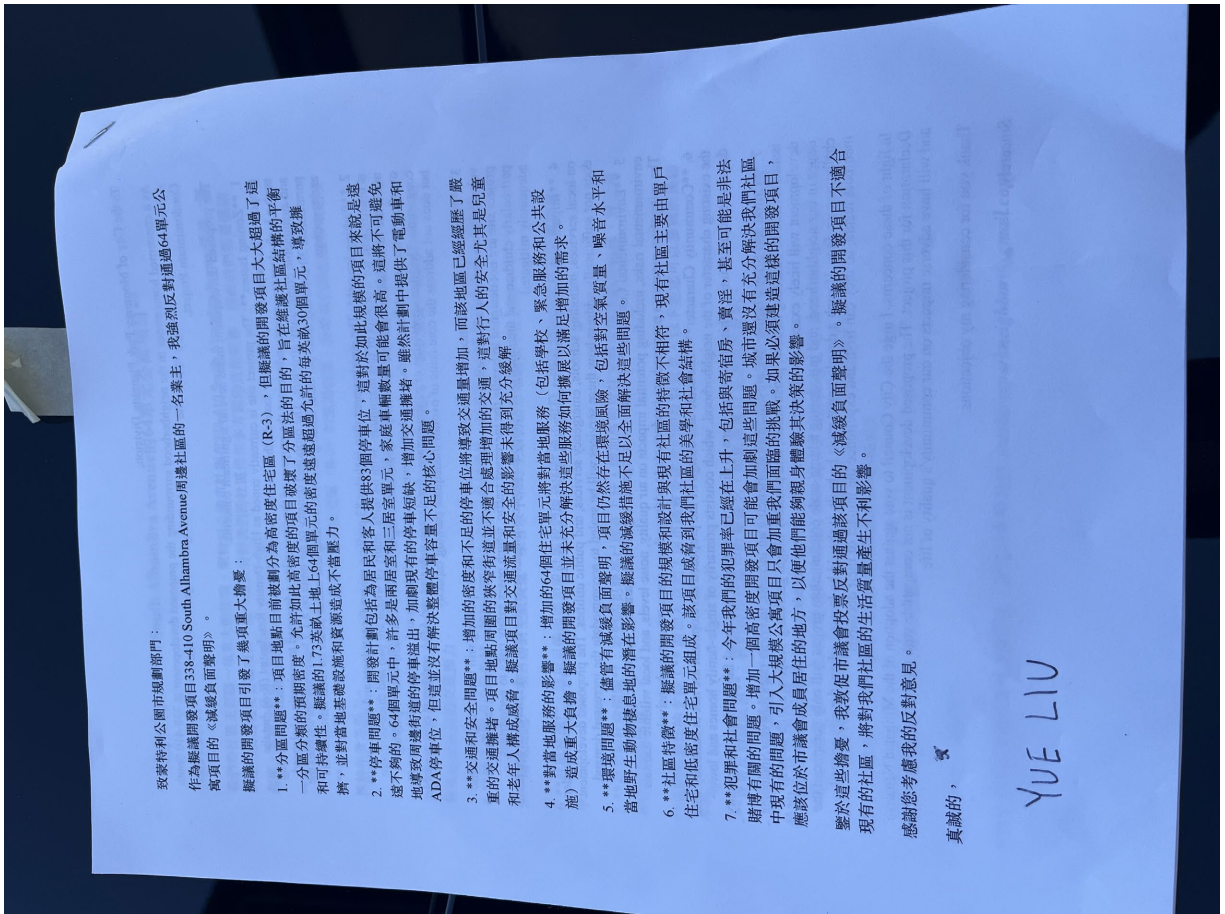 致蒙特利公園市規劃部門：
作為擬議開發項目338-410 South Alhambra Avenue周邊社區的一名業主，我強烈反對通過64單元公
寓項目的《減緩負面聲明》。
擬議的開發項目引發了幾項重大擔憂：
1. **分區問題**：項目地點目前被劃分為高密度住宅區（R-3），但擬議的開發項目大大超過了這
一分區分類的預期密度。允許如此高密度的項目破壞了分區法的目的，旨在維護社區結構的平衡
和可持續性。擬議的1.73英畝土地上64個單元的密度遠遠超過允許的每英畝30個單元，導致擁
擠，並對當地基礎設施和資源造成不當壓力。
2. **停車問題**：開發計劃包括為居民和客人提供83個停車位，這對於如此規模的項目來說是遠
遠不夠的。64個單元中，許多是兩居室和三居室單元，家庭車輛數量可能會很高。這將不可避免
地導致周邊街道的停車溢出，加劇現有的停車短缺，增加交通擁堵。雖然計劃中提供了電動車和
ADA停車位，但這並沒有解決整體停車容量不足的核心問題。
3. **交通和安全問題**：增加的密度和不足的停車位將導致交通量增加，而該地區已經經歷了嚴
重的交通擁堵。項目地點周圍的狹窄街道並不適合處理增加的交通，這對行人的安全尤其是兒童
和老年人構成威脅。擬議項目對交通流量和安全的影響未得到充分緩解。
4. **對當地服務的影響**：增加的64個住宅單元將對當地服務（包括學校、緊急服務和公共設
施）造成重大負擔。擬議的開發項目並未充分解決這些服務如何擴展以滿足增加的需求。
5. **環境問題**：儘管有減緩負面聲明，項目仍然存在環境風險，包括對空氣質量、噪音水平和
當地野生動物棲息地的潛在影響。擬議的減緩措施不足以全面解決這些問題。
6. **社區特徵**：擬議的開發項目的規模和設計與現有社區的特徵不相符，現有社區主要由單戶
住宅和低密度住宅單元組成。該項目威脅到我們社區的美學和社會結構。
7. **犯罪和社會問題**：今年我們的犯罪率已經在上升，包括與寄宿房、賣淫，甚至可能是非法
賭博有關的問題。增加一個高密度開發項目可能會加劇這些問題。城市還沒有充分解決我們社區
中現有的問題，引入大規模公寓項目只會加重我們面臨的挑戰。如果必須建造這樣的開發項目，
應該位於市議會成員居住的地方，以便他們能夠親身體驗其決策的影響。
鑒於這些擔憂，我敦促市議會投票反對通過該項目的《減緩負面聲明》。擬議的開發項目不適合
現有的社區，將對我們社區的生活質量產生不利影響。
感謝您考慮我的反對意見。
真誠的，
YUE LIU